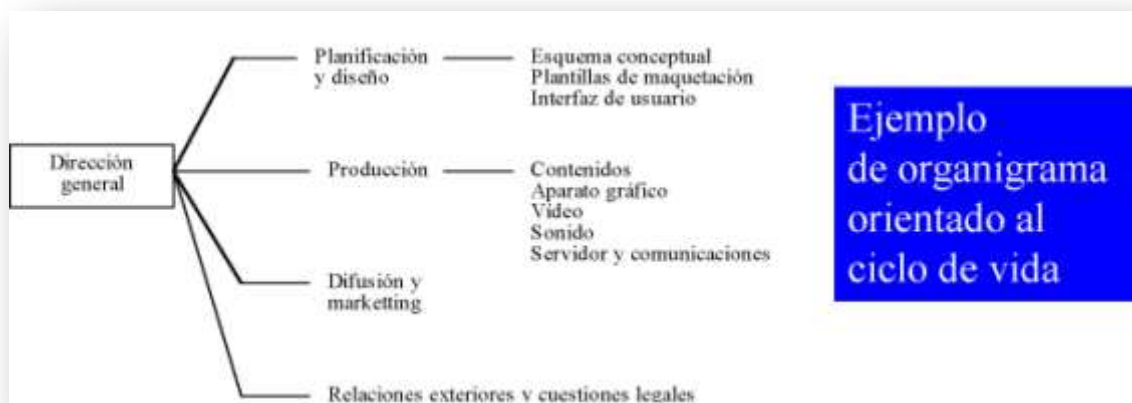 Dirección
general
Planificación
y diseño
Esquema conceptual
Plantillas de maquetación
Interfaz de usuario
Producción
Contenidos
Aparato gráfico
Video
Sonido
Servidor y comunicaciones
Difusión y
marketting
Relaciones exteriores y cuestiones legales
Ejemplo
de organigrama
orientado al
ciclo de vida